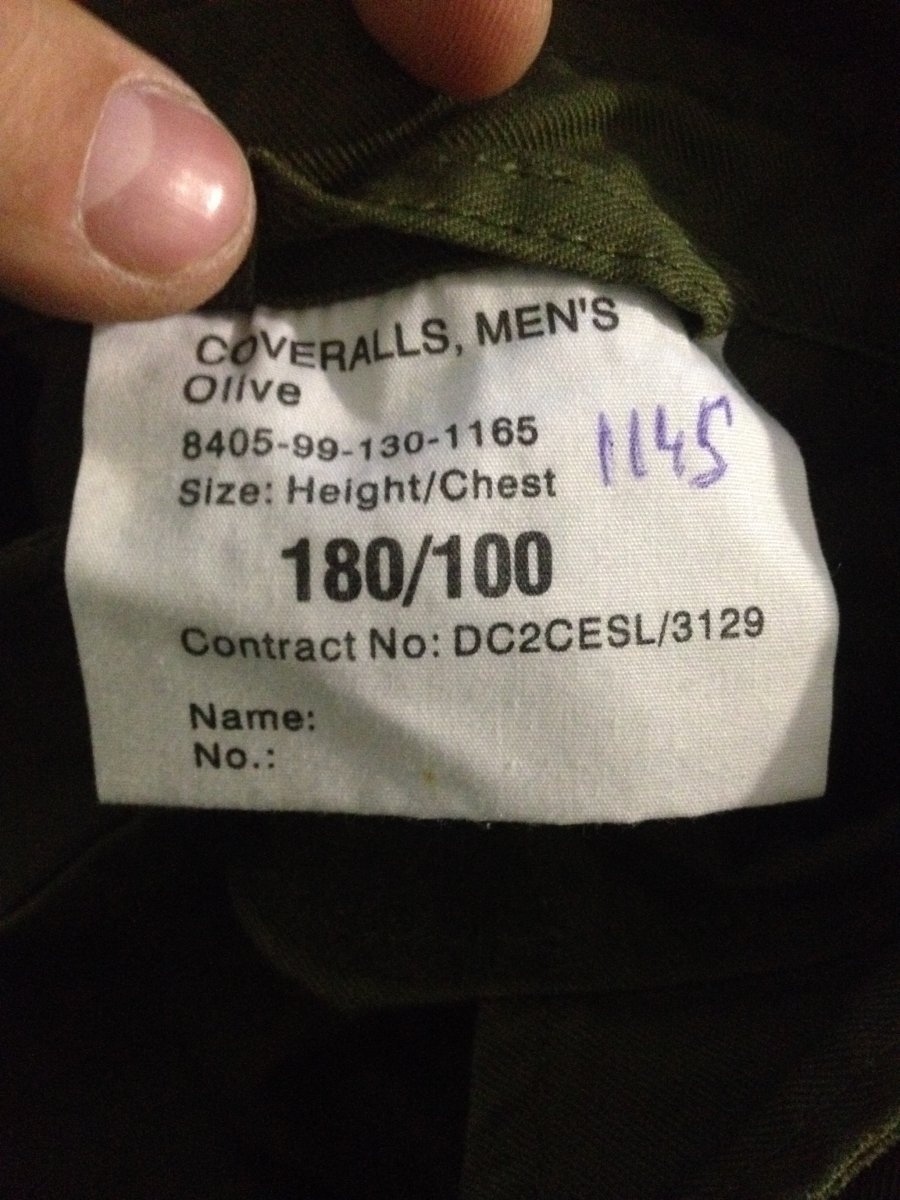 COVERALLS, MEN'S
Olive
8405-99-130-1165
1145
Size: Height/Chest
180/100
Contract No: DC2CESL/3129
Name:
No.: